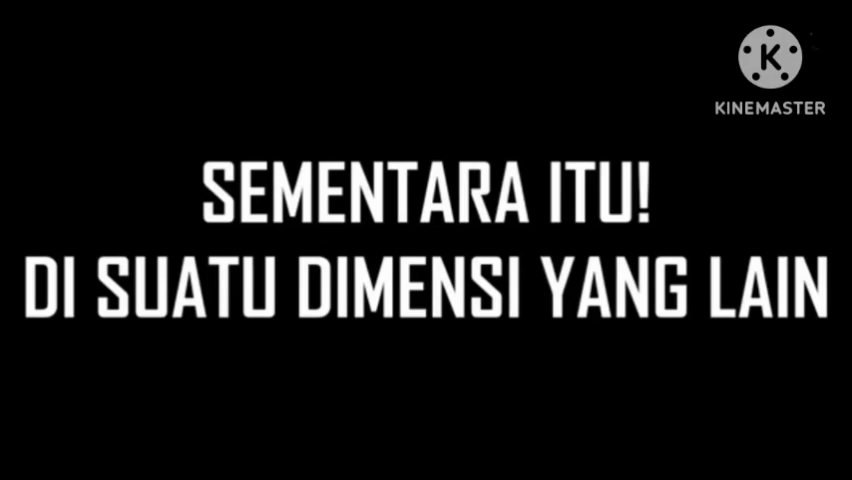 K
KINEMASTER
SEMENTARA ITU!
DI SUATU DIMENSI YANG LAIN